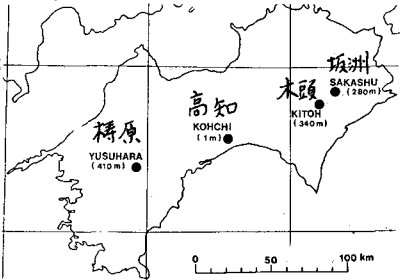 坂洲
SAKASHU
(280m)
木頭
KITOH
(340m)
高知
KOHCHI
(1m)
梼原
YUSUHARA
(410m)
0 50 100 km